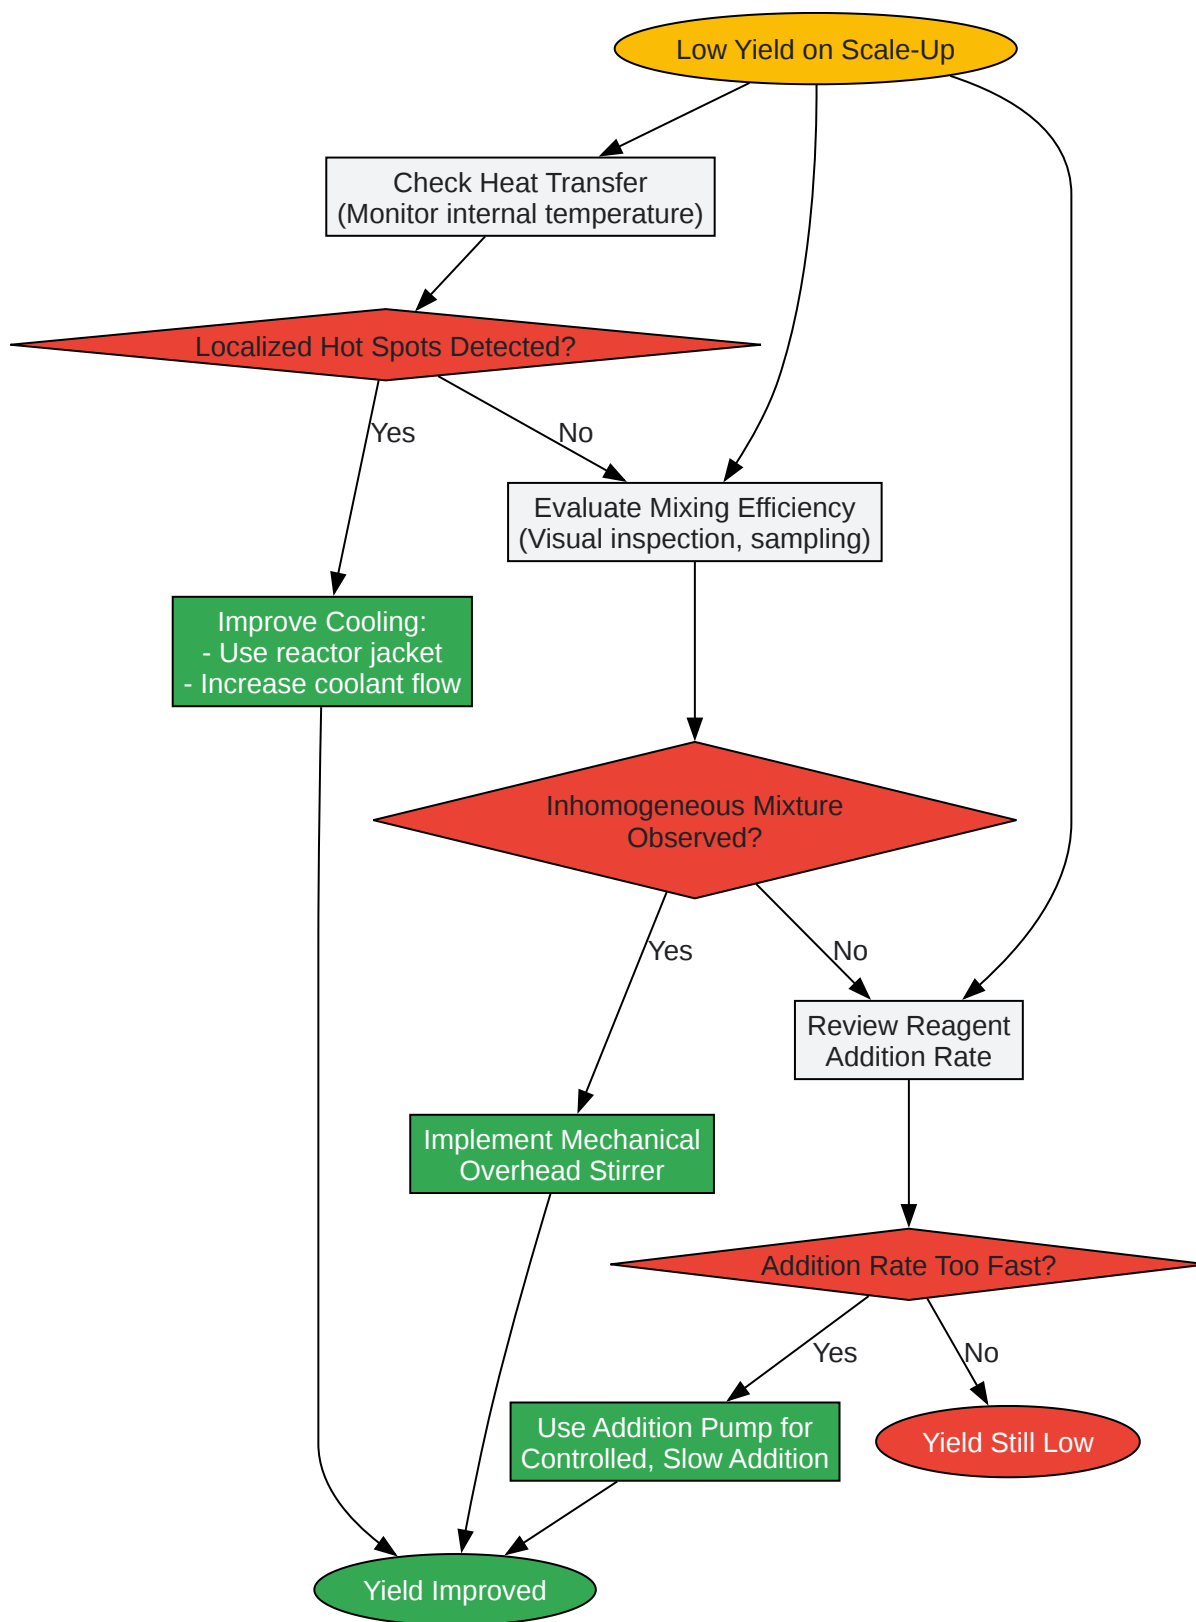 Low Yield on Scale-Up
Check Heat Transfer
(Monitor internal temperature)
Localized Hot Spots Detected?
Yes
No
Evaluate Mixing Efficiency
(Visual inspection, sampling)
Improve Cooling:
- Use reactor jacket
- Increase coolant flow
Inhomogeneous Mixture
Observed?
Yes
No
Review Reagent
Addition Rate
Implement Mechanical
Overhead Stirrer
Addition Rate Too Fast?
Yes
No
Use Addition Pump for
Controlled, Slow Addition
Yield Still Low
Yield Improved